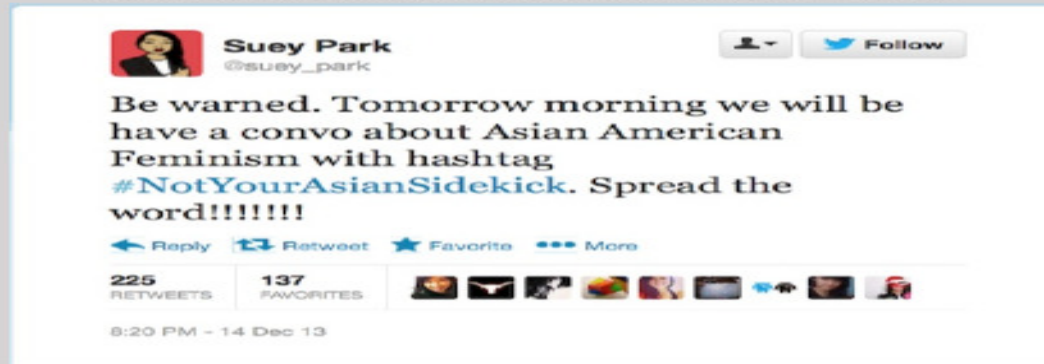 Suey Park
@suey_park
Follow
Be warned. Tomorrow morning we will be
have a convo about Asian American
Feminism with hashtag
#NotYourAsianSidekick. Spread the
word!!!!!!!!
Reply Retweet Favorite More
225 137
RETWEETS FAVORITES
8:20 PM - 14 Dec 13